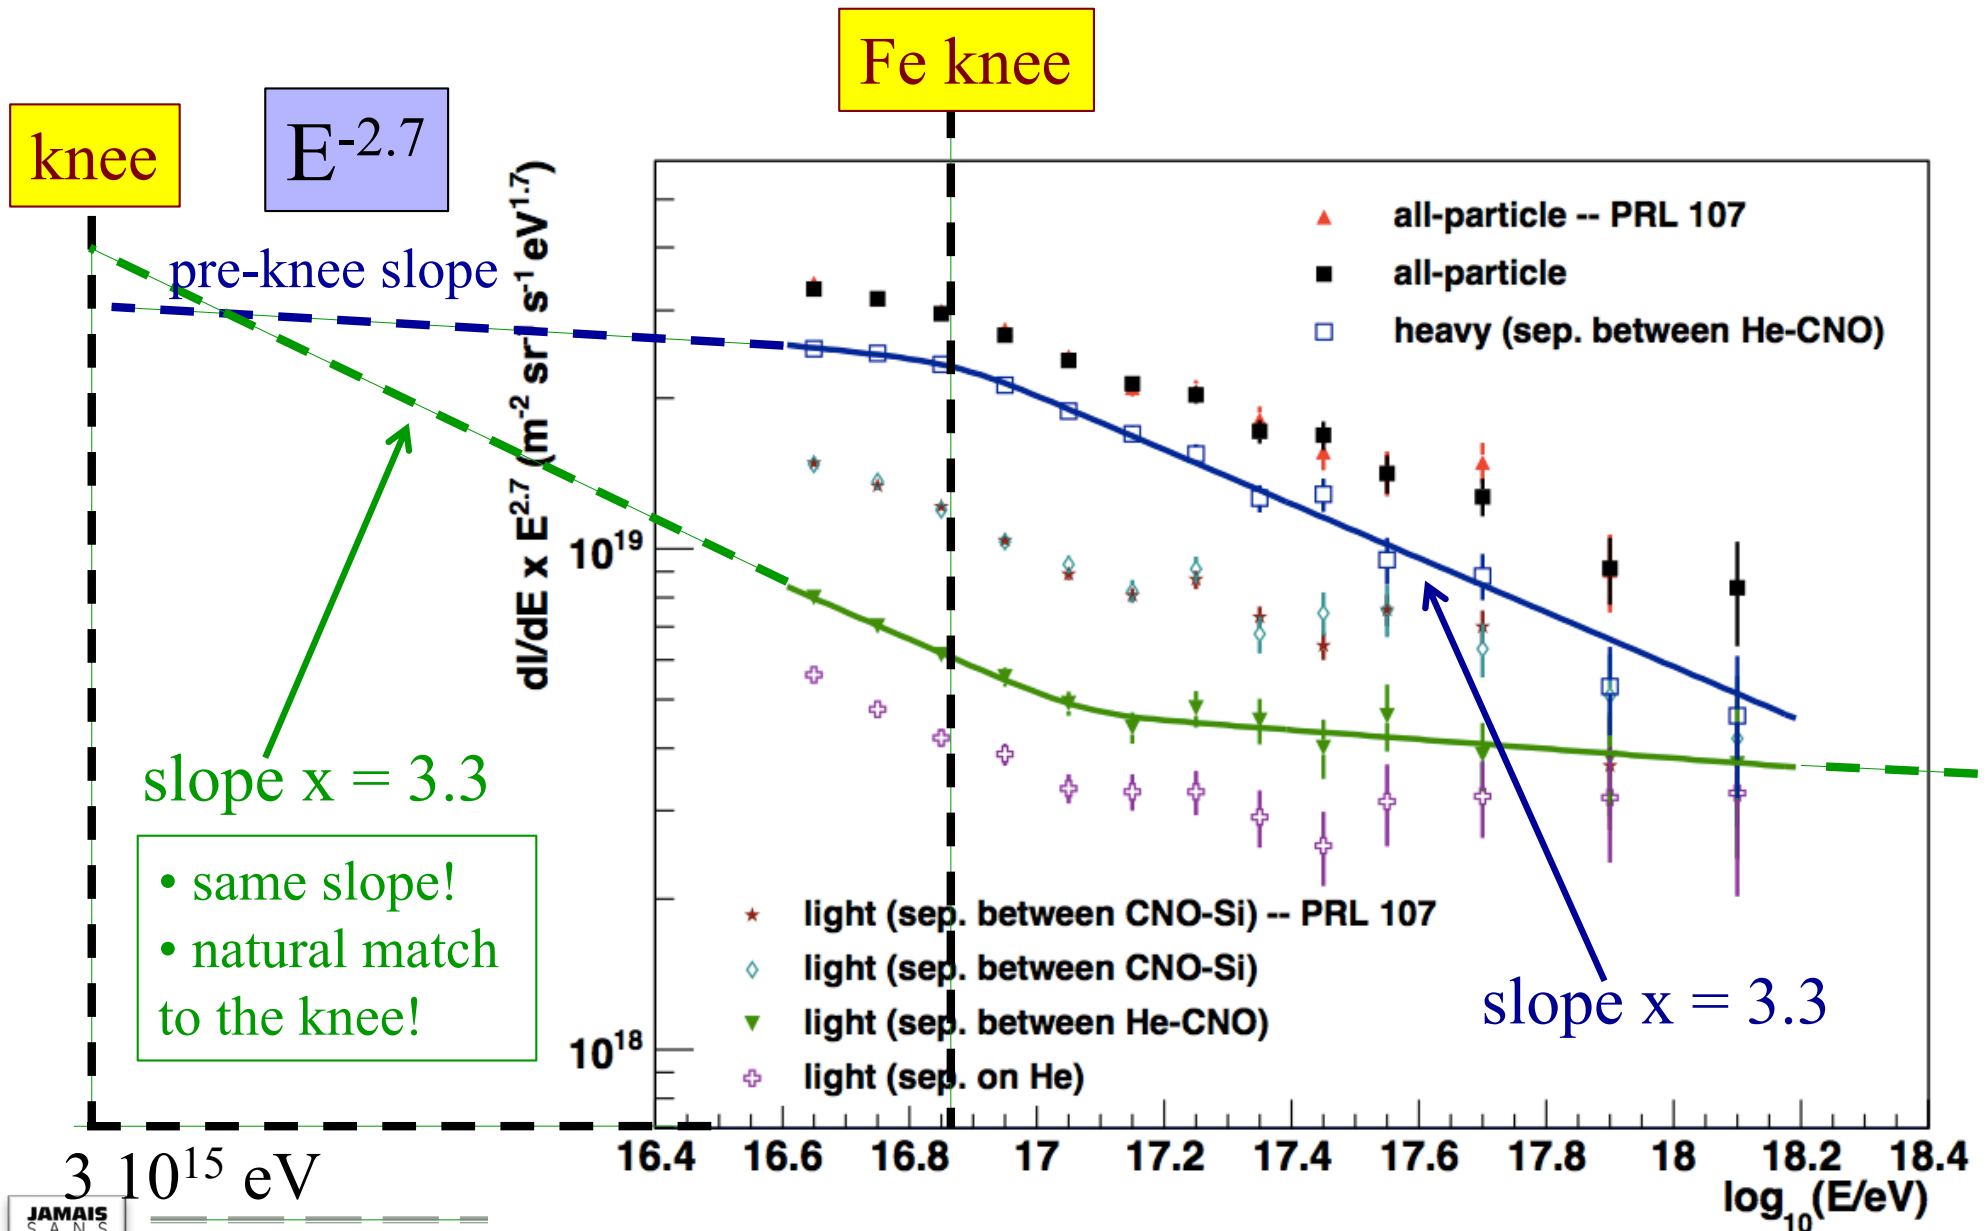 Fe knee
knee
E-2.7
pre-knee slope
dI/dE x E2.7 (m-2 sr-1 s-1 eV1.7)
all-particle -- PRL 107
all-particle
heavy (sep. between He-CNO)
1019
slope x = 3.3
• same slope!
• natural match
to the knee!
light (sep. between CNO-Si) -- PRL 107
light (sep. between CNO-Si)
light (sep. between He-CNO)
light (sep. on He)
slope x = 3.3
1018
16.4 16.6 16.8 17 17.2 17.4 17.6 17.8 18 18.2 18.4
log10(E/eV)
3 1015 eV
JAMAIS
SANS